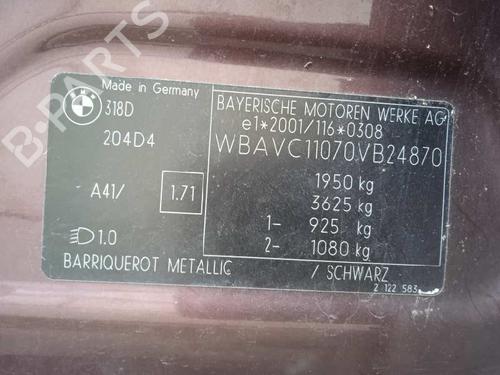 B-PARTS
Made in Germany
318D
204D4
A41/ 1.71
1.0
BARRIQUEROT METALLIC / SCHWARZ
BAYERISCHE MOTOREN WERKE AG
e1*2001/116*0308
WBAVC11070VB24870
1950 kg
3625 kg
1- 925 kg
2- 1080 kg
2 122 583